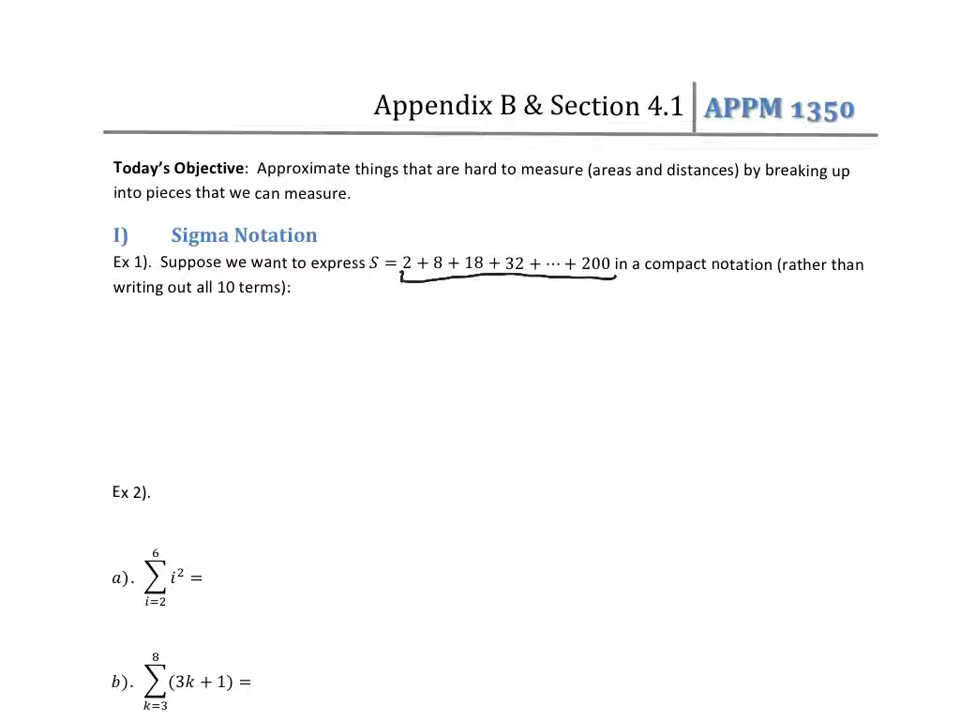 Appendix B & Section 4.1 APPM 1350
Today's Objective: Approximate things that are hard to measure (areas and distances) by breaking up
into pieces that we can measure.
I) Sigma Notation
Ex 1). Suppose we want to express S = 2 + 8 + 18 + 32 + ⋯ + 200 in a compact notation (rather than
writing out all 10 terms):
Ex 2).
6
a). ∑ i² =
i=2
8
b). ∑ (3k + 1) =
k=3